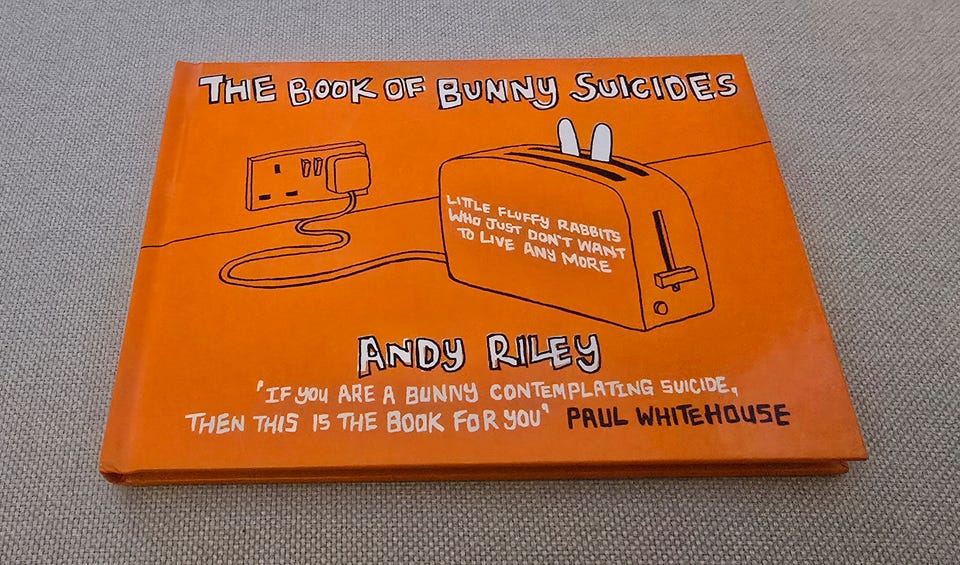 THE BOOK OF BUNNY SUICIDES
LITTLE FLUFFY RABBITS
WHO JUST DON'T WANT
TO LIVE ANY MORE
ANDY RILEY
'IF YOU ARE A BUNNY CONTEMPLATING SUICIDE,
THEN THIS IS THE BOOK FOR YOU' PAUL WHITEHOUSE